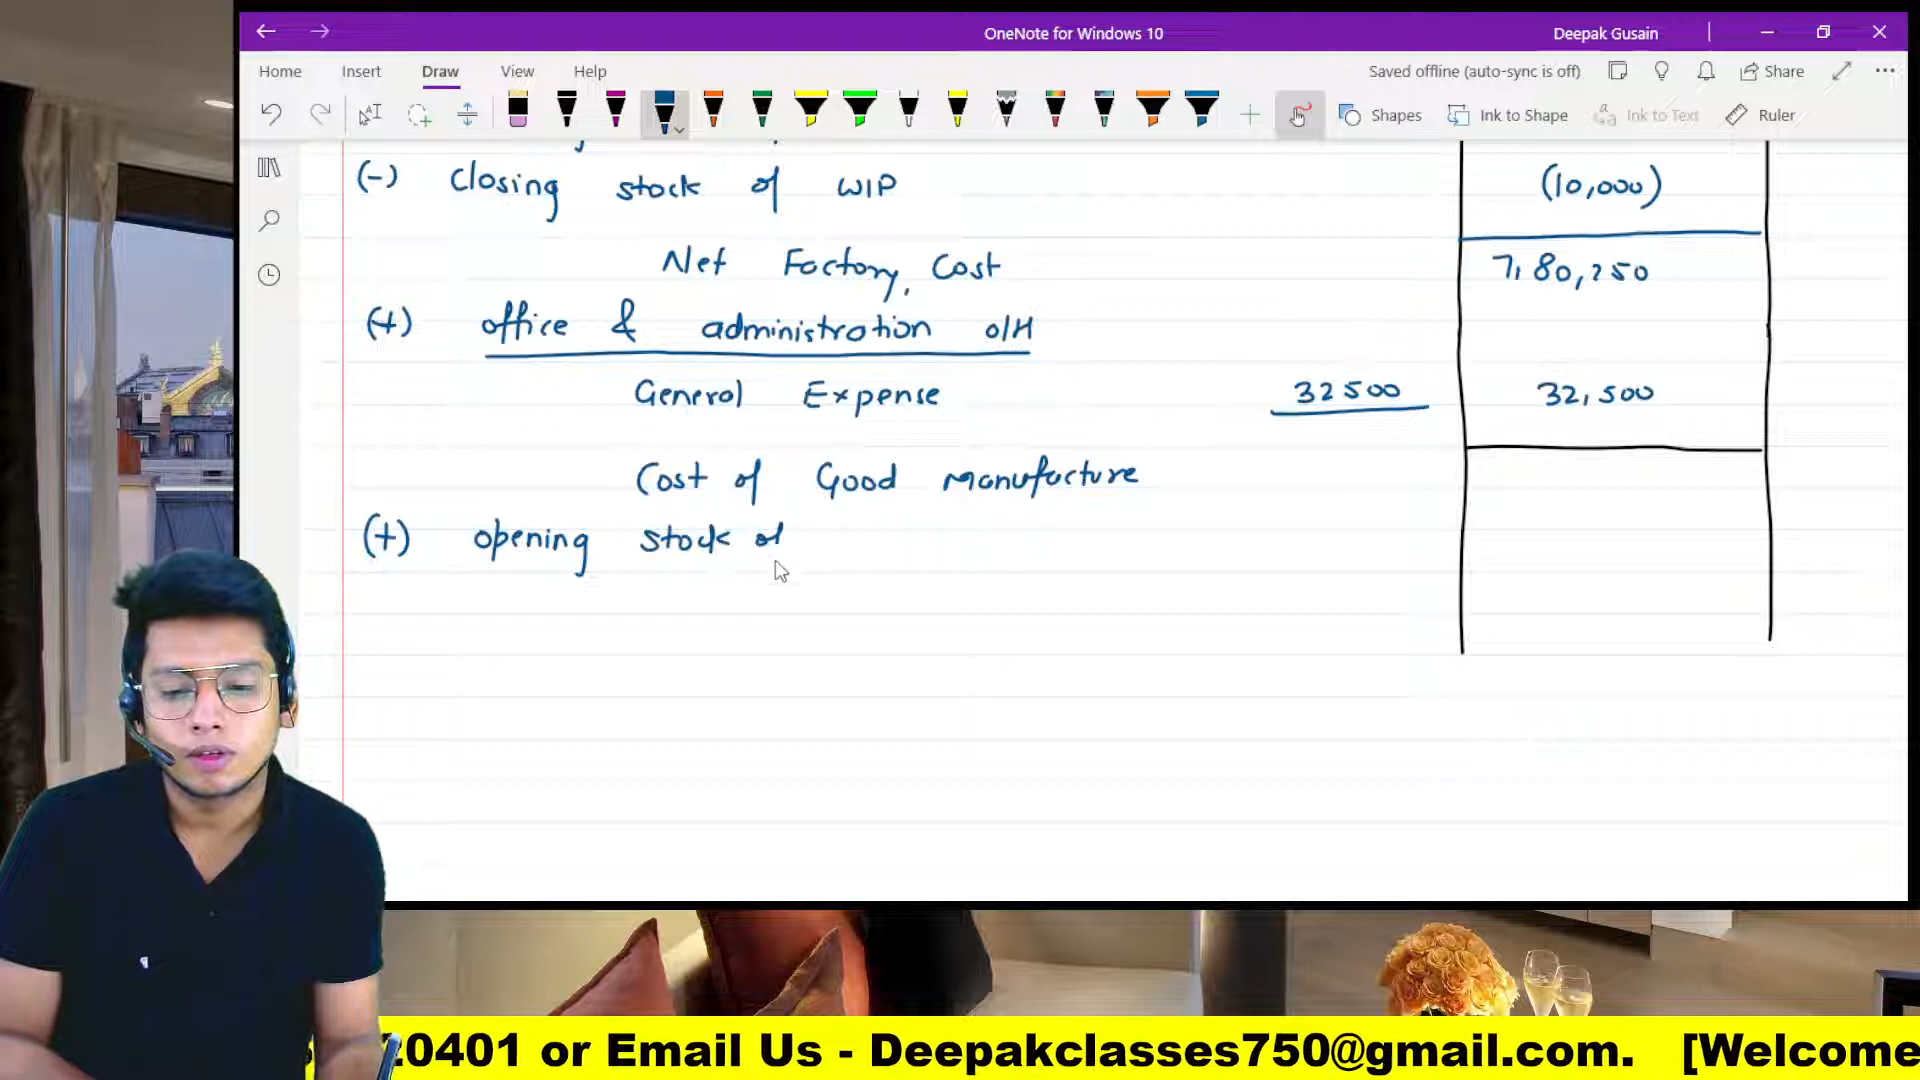 OneNote for Windows 10
Deepak Gusain
Home Insert Draw View Help
Saved offline (auto-sync is off) Share
Shapes Ink to Shape Ink to Text Ruler
(-) closing stock of WIP (10,000)
Net Factory Cost 7,80,250
(+) office & administration o/H
General Expense 32500 32,500
Cost of Good manufacture
(+) opening stock of
20401 or Email Us - Deepakclasses750@gmail.com. [Welcome